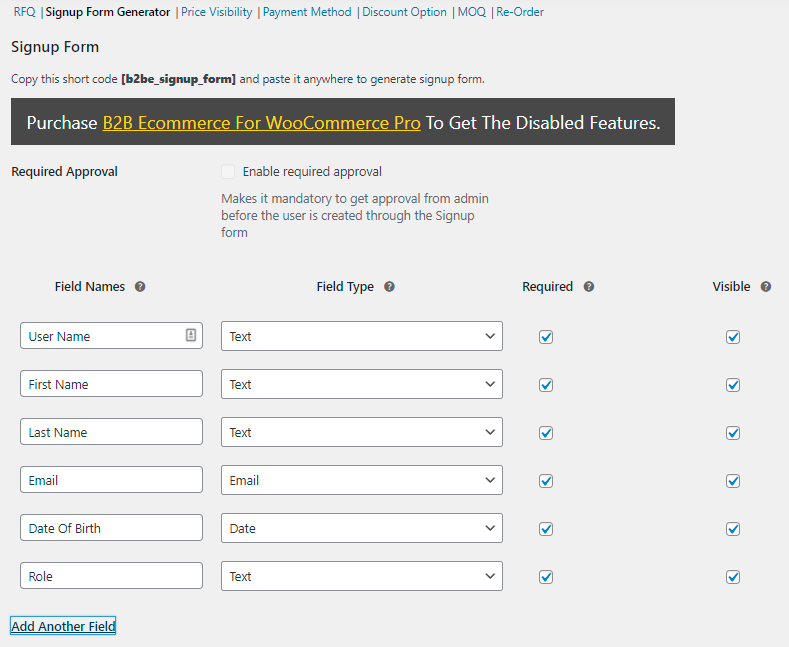 RFQ | Signup Form Generator | Price Visibility | Payment Method | Discount Option | MOQ | Re-Order
Signup Form
Copy this short code [b2be_signup_form] and paste it anywhere to generate signup form.
Purchase B2B Ecommerce For WooCommerce Pro To Get The Disabled Features.
Required Approval Enable required approval
Makes it mandatory to get approval from admin
before the user is created through the Signup
form
Field Names ? Field Type ? Required ? Visible ?
User Name Text
First Name Text
Last Name Text
Email Email
Date Of Birth Date
Role Text
Add Another Field